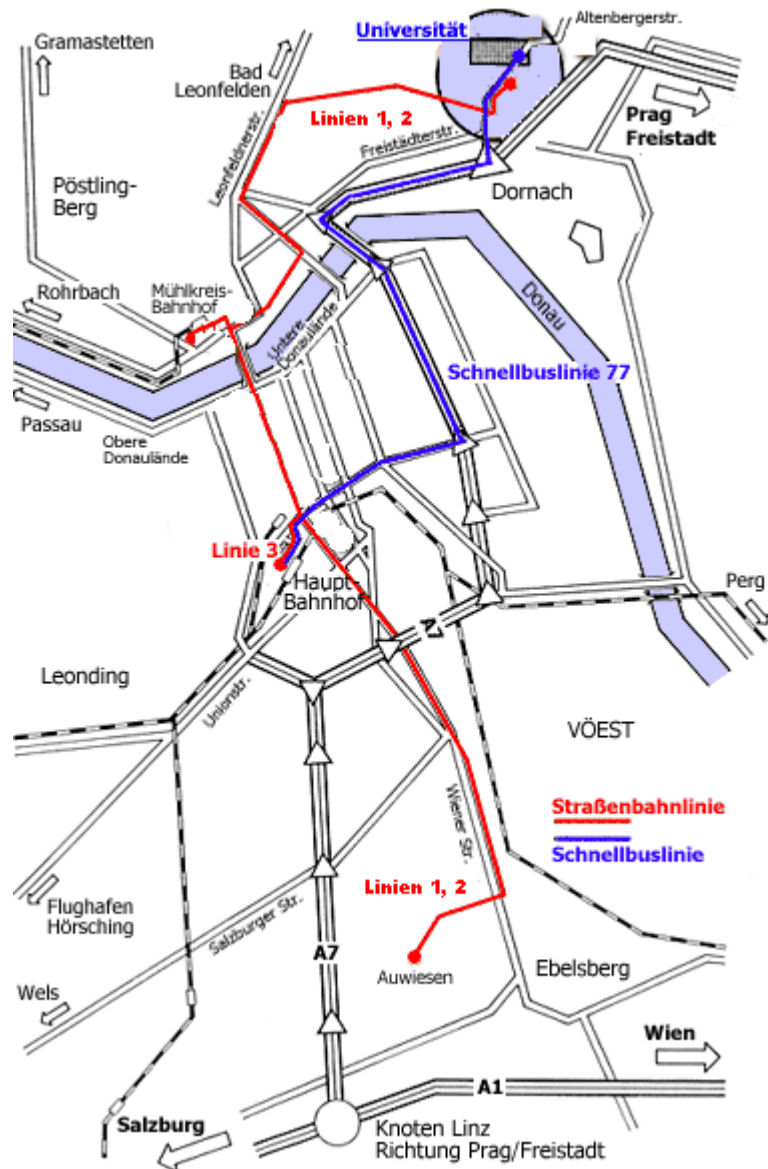 Altenbergerstr.
Universität
Gramastetten
Bad
Leonfelden
Linien 1, 2
Prag
Freistadt
Leonfeldnerstr.
Freistädterstr.
Pöstling-
Berg
Dornach
Rohrbach
Mühlkreis-
Bahnhof
Donau
Untere
Donaulände
Schnellbuslinie 77
Passau
Obere
Donaulände
Linie 3
Haupt-
Bahnhof
Perg
A7
Leonding
Unionstr.
VÖEST
Wiener Str.
Straßenbahnlinie
Schnellbuslinie
Linien 1, 2
Flughafen
Hörsching
Salzburger Str.
A7
Auwiesen
Ebelsberg
Wels
Wien
A1
Salzburg
Knoten Linz
Richtung Prag/Freistadt